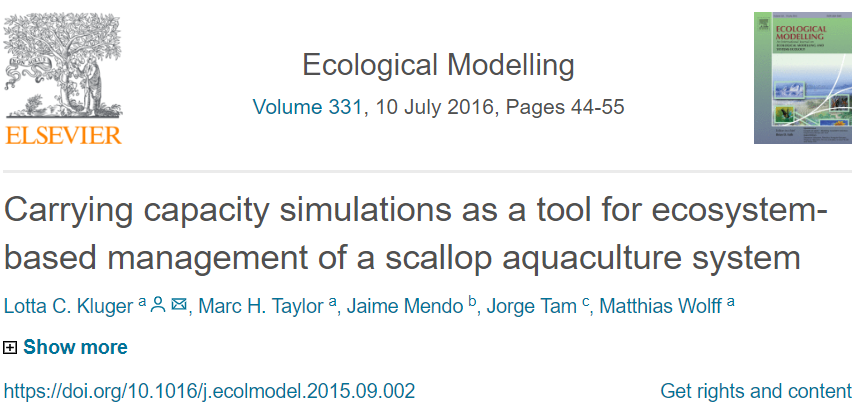 Ecological Modelling
Volume 331, 10 July 2016, Pages 44-55
ELSEVIER
ECOLOGICAL
MODELLING
Carrying capacity simulations as a tool for ecosystem-
based management of a scallop aquaculture system
Lotta C. Kluger a, Marc H. Taylor a, Jaime Mendo b, Jorge Tam c, Matthias Wolff a
Show more
https://doi.org/10.1016/j.ecolmodel.2015.09.002 Get rights and content